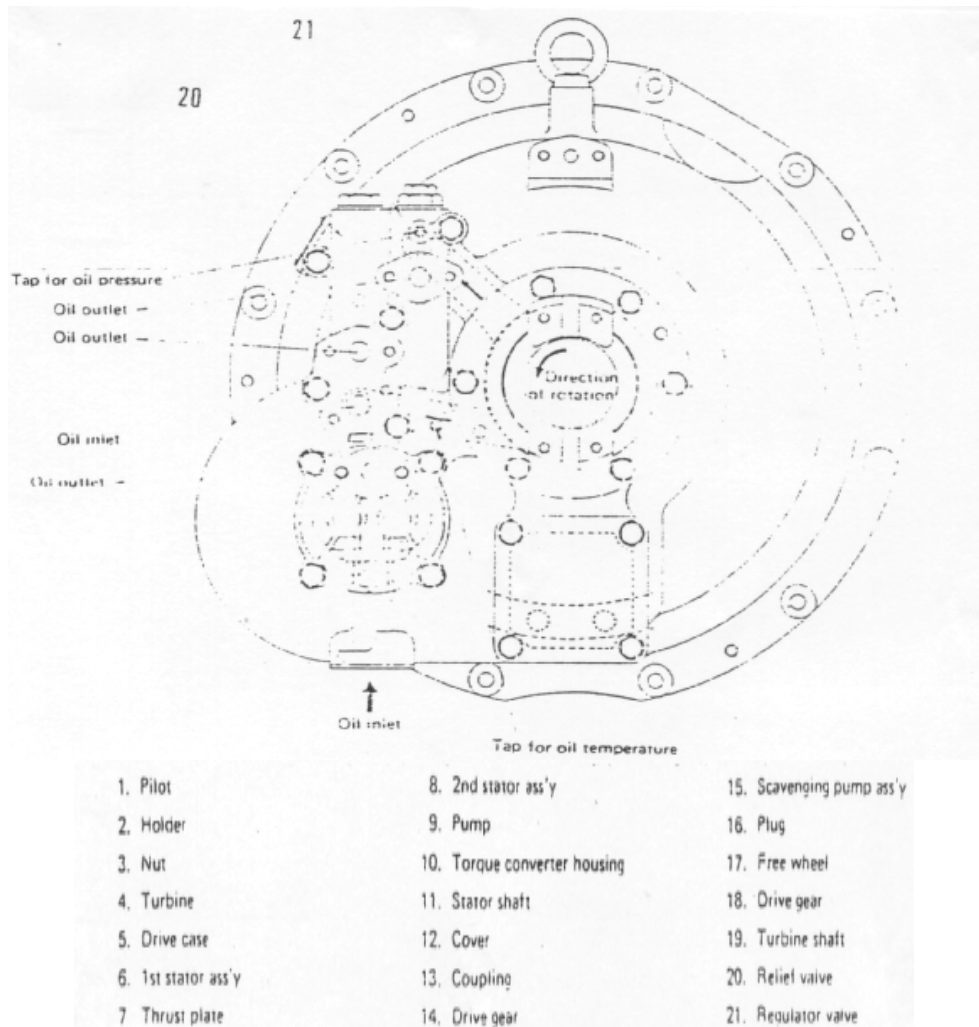 21
20
Tap for oil pressure
Oil outlet
Oil outlet
Direction
of rotation
Oil inlet
Oil outlet
Oil inlet
Tap for oil temperature
1. Pilot
2. Holder
3. Nut
4. Turbine
5. Drive case
6. 1st stator ass'y
7 Thrust plate
8. 2nd stator ass'y
9. Pump
10. Torque converter housing
11. Stator shaft
12. Cover
13. Coupling
14. Drive gear
15. Scavenging pump ass'y
16. Plug
17. Free wheel
18. Drive gear
19. Turbine shaft
20. Relief valve
21. Regulator valve